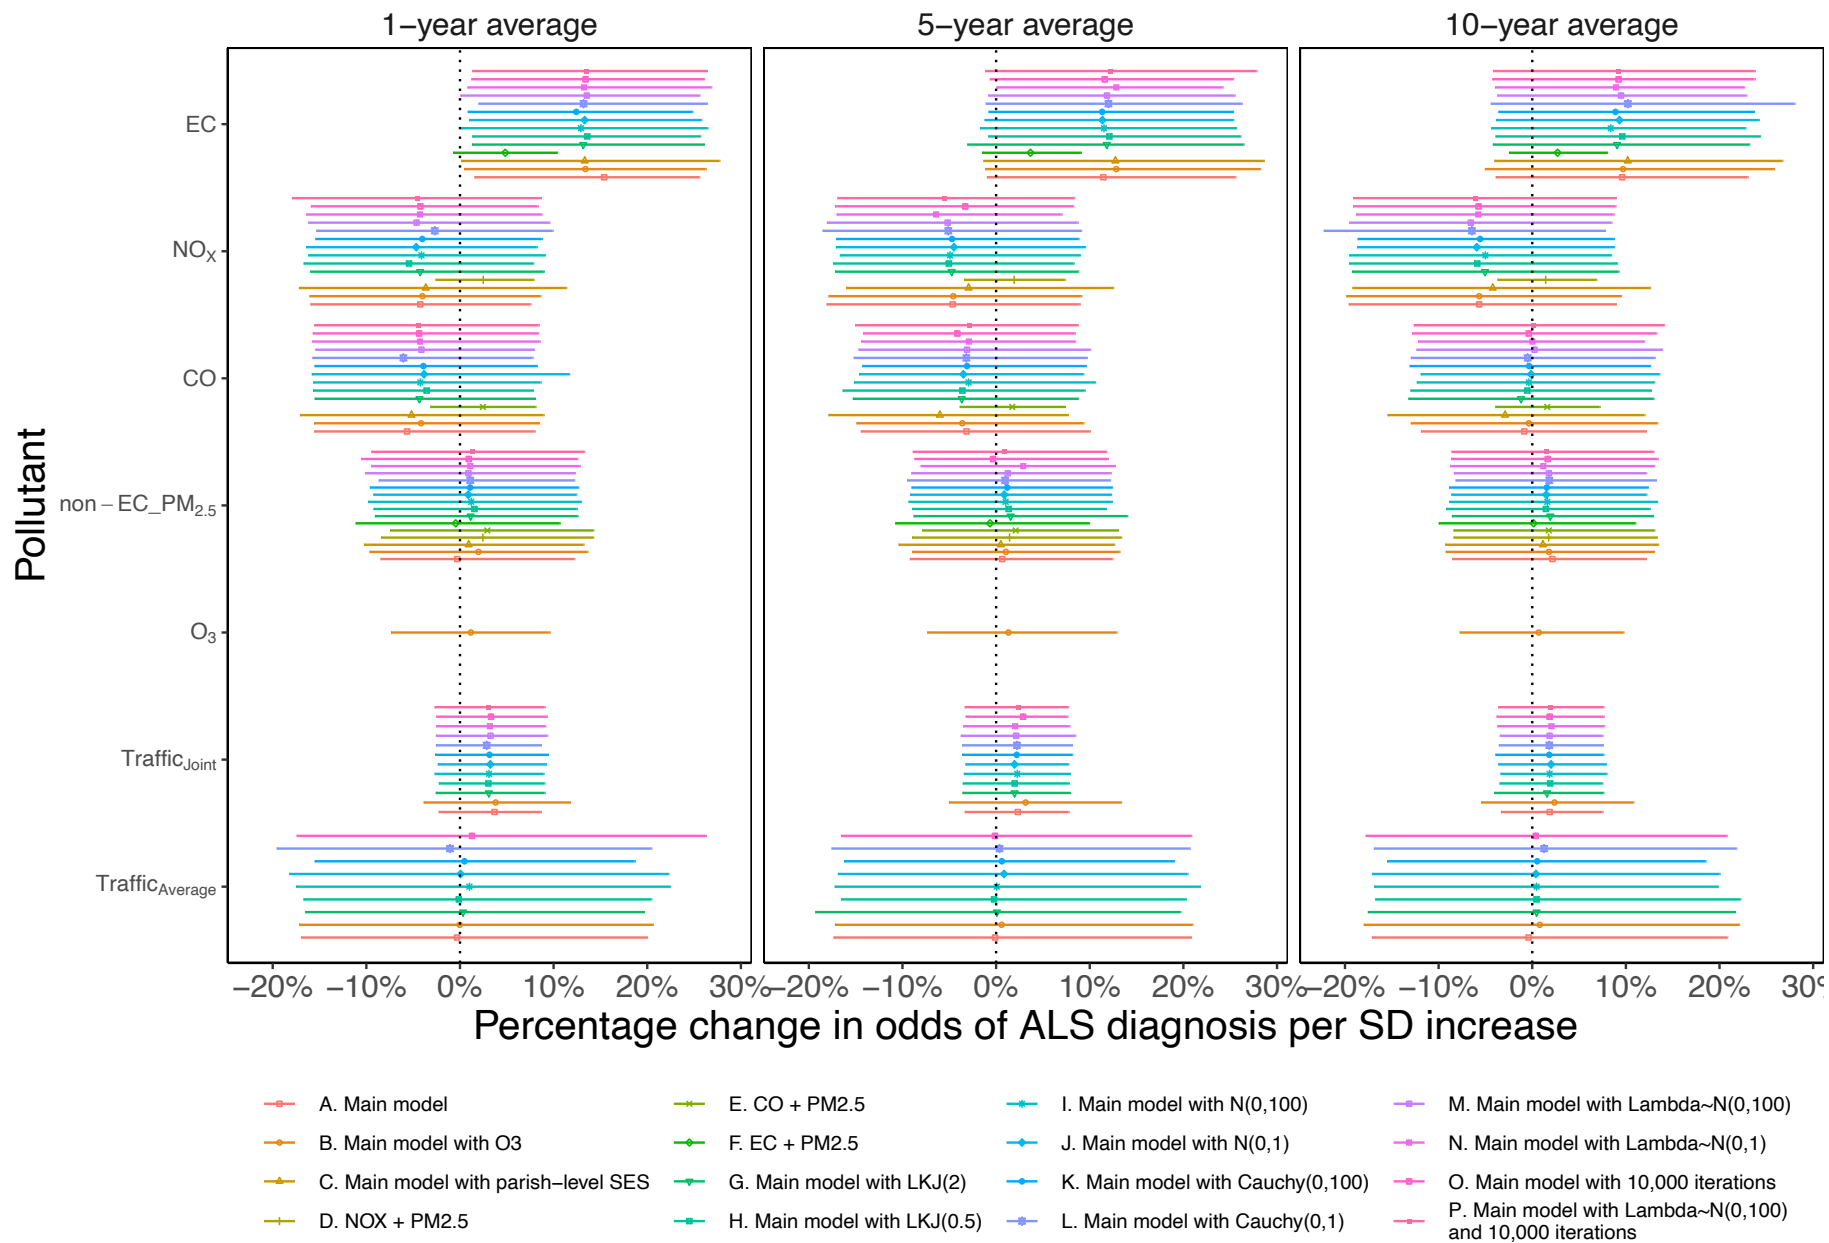 1−year average
5−year average
10−year average
Pollutant
EC
NOX
CO
non−EC_PM2.5
O3
TrafficJoint
TrafficAverage
−20% −10% 0% 10% 20% 30%
−20% −10% 0% 10% 20% 30%
−20% −10% 0% 10% 20%
Percentage change in odds of ALS diagnosis per SD increase
A. Main model
B. Main model with O3
C. Main model with parish−level SES
D. NOX + PM2.5
E. CO + PM2.5
F. EC + PM2.5
G. Main model with LKJ(2)
H. Main model with LKJ(0.5)
I. Main model with N(0,100)
J. Main model with N(0,1)
K. Main model with Cauchy(0,100)
L. Main model with Cauchy(0,1)
M. Main model with Lambda~N(0,100)
N. Main model with Lambda~N(0,1)
O. Main model with 10,000 iterations
P. Main model with Lambda~N(0,100)
and 10,000 iterations